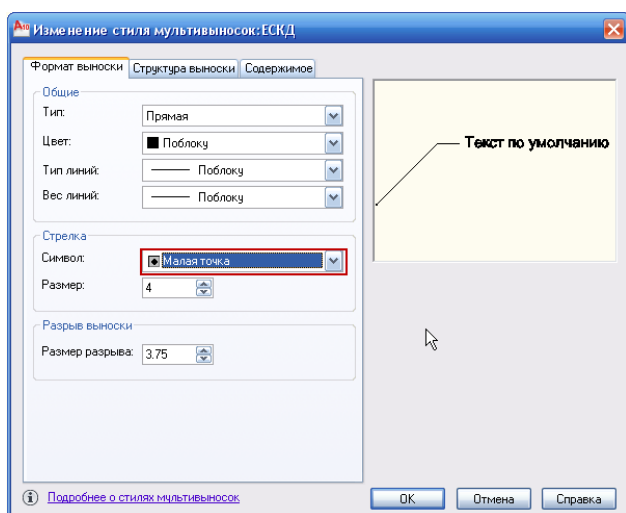 Изменение стиля мультивыносок:ЕСКД
Формат выноски Структура выноски Содержимое
Общие
Тип: Прямая
Цвет: Поблоку
Тип линий: Поблоку
Вес линий: Поблоку
Стрелка
Символ: Малая точка
Размер: 4
Разрыв выноски
Размер разрыва: 3.75
Текст по умолчанию
Подробнее о стилях мультивыносок
ОК Отмена Справка